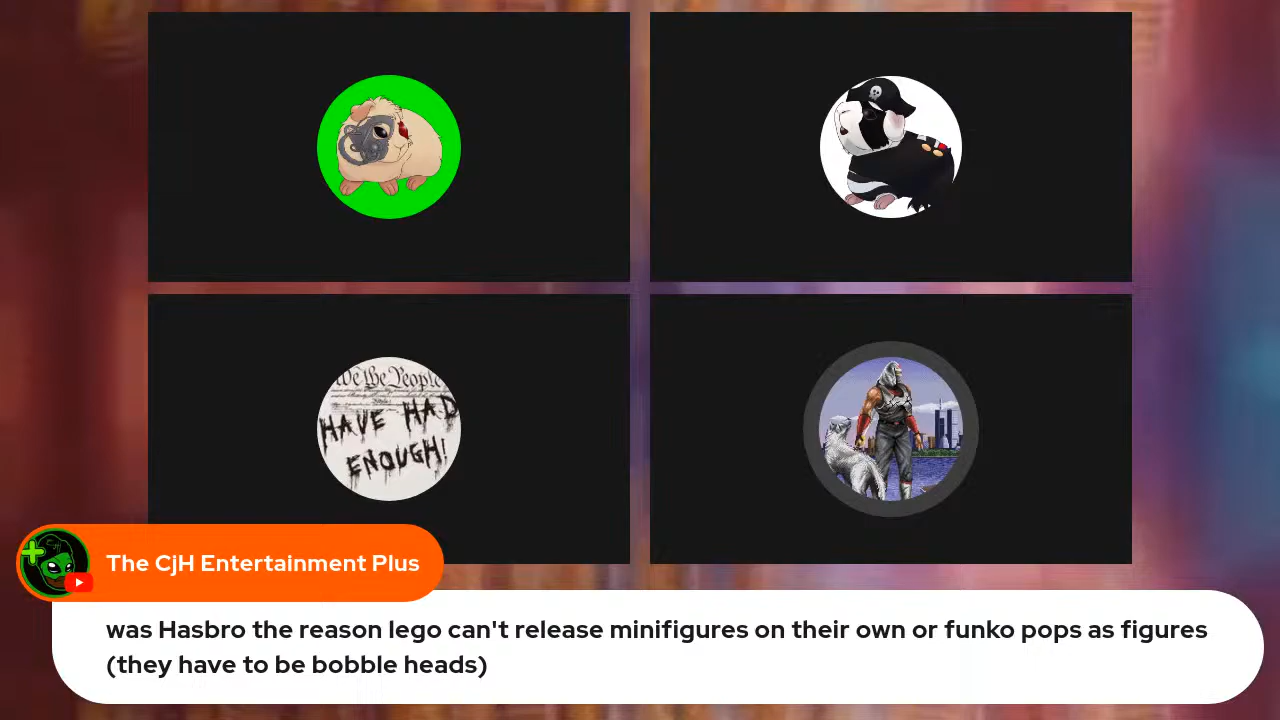 We the People
HAVE HAD
ENOUGH!
The CjH Entertainment Plus
was Hasbro the reason lego can't release minifigures on their own or funko pops as figures
(they have to be bobble heads)